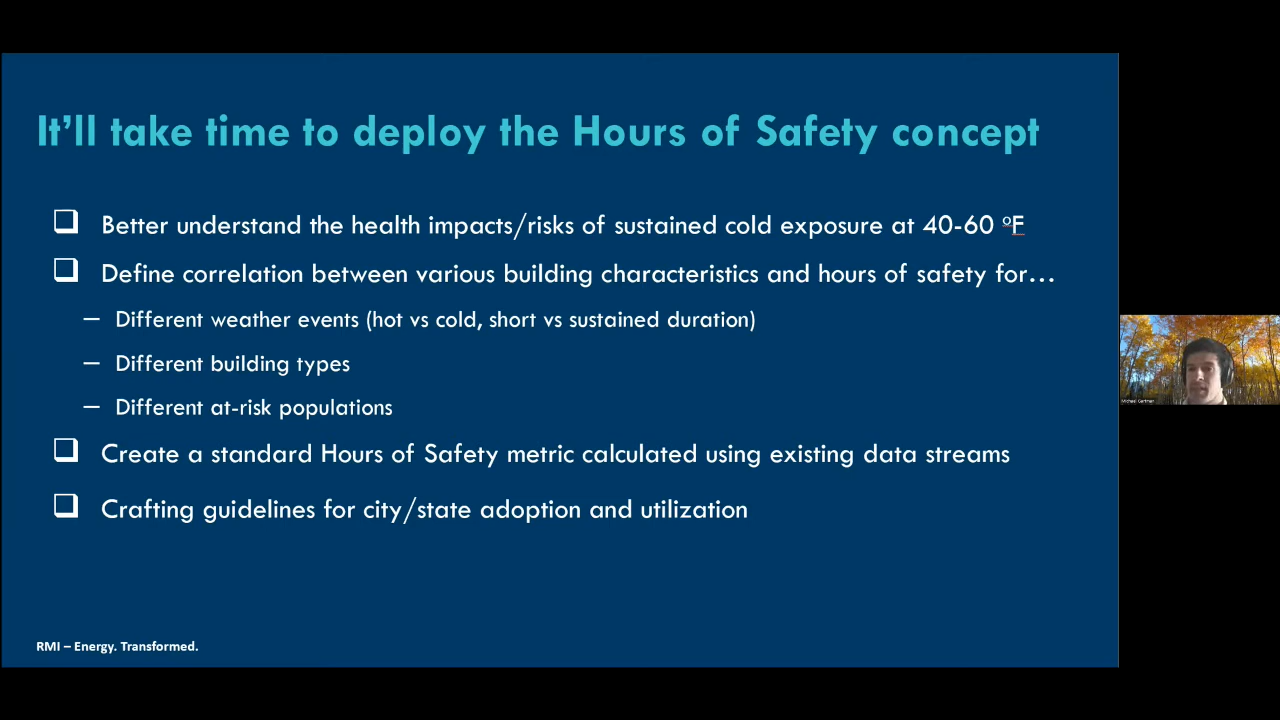 It'll take time to deploy the Hours of Safety concept
❑ Better understand the health impacts/risks of sustained cold exposure at 40-60 ºF
❑ Define correlation between various building characteristics and hours of safety for…
– Different weather events (hot vs cold, short vs sustained duration)
– Different building types
– Different at-risk populations
❑ Create a standard Hours of Safety metric calculated using existing data streams
❑ Crafting guidelines for city/state adoption and utilization
Michael Gartman
RMI – Energy. Transformed.